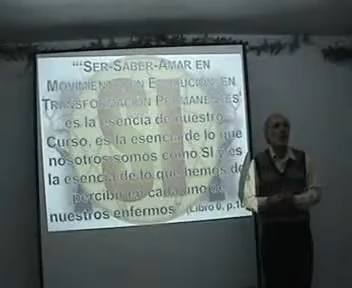 "'Ser-Saber-Amar en
Movimiento en Evolución en
Transformación Permanentes'
es la esencia de nuestro
Curso, es la esencia de lo que
nosotros somos como SI y es
la esencia de lo que hemos de
percibir en cada uno de
nuestros enfermos" (Libro 0, p.1